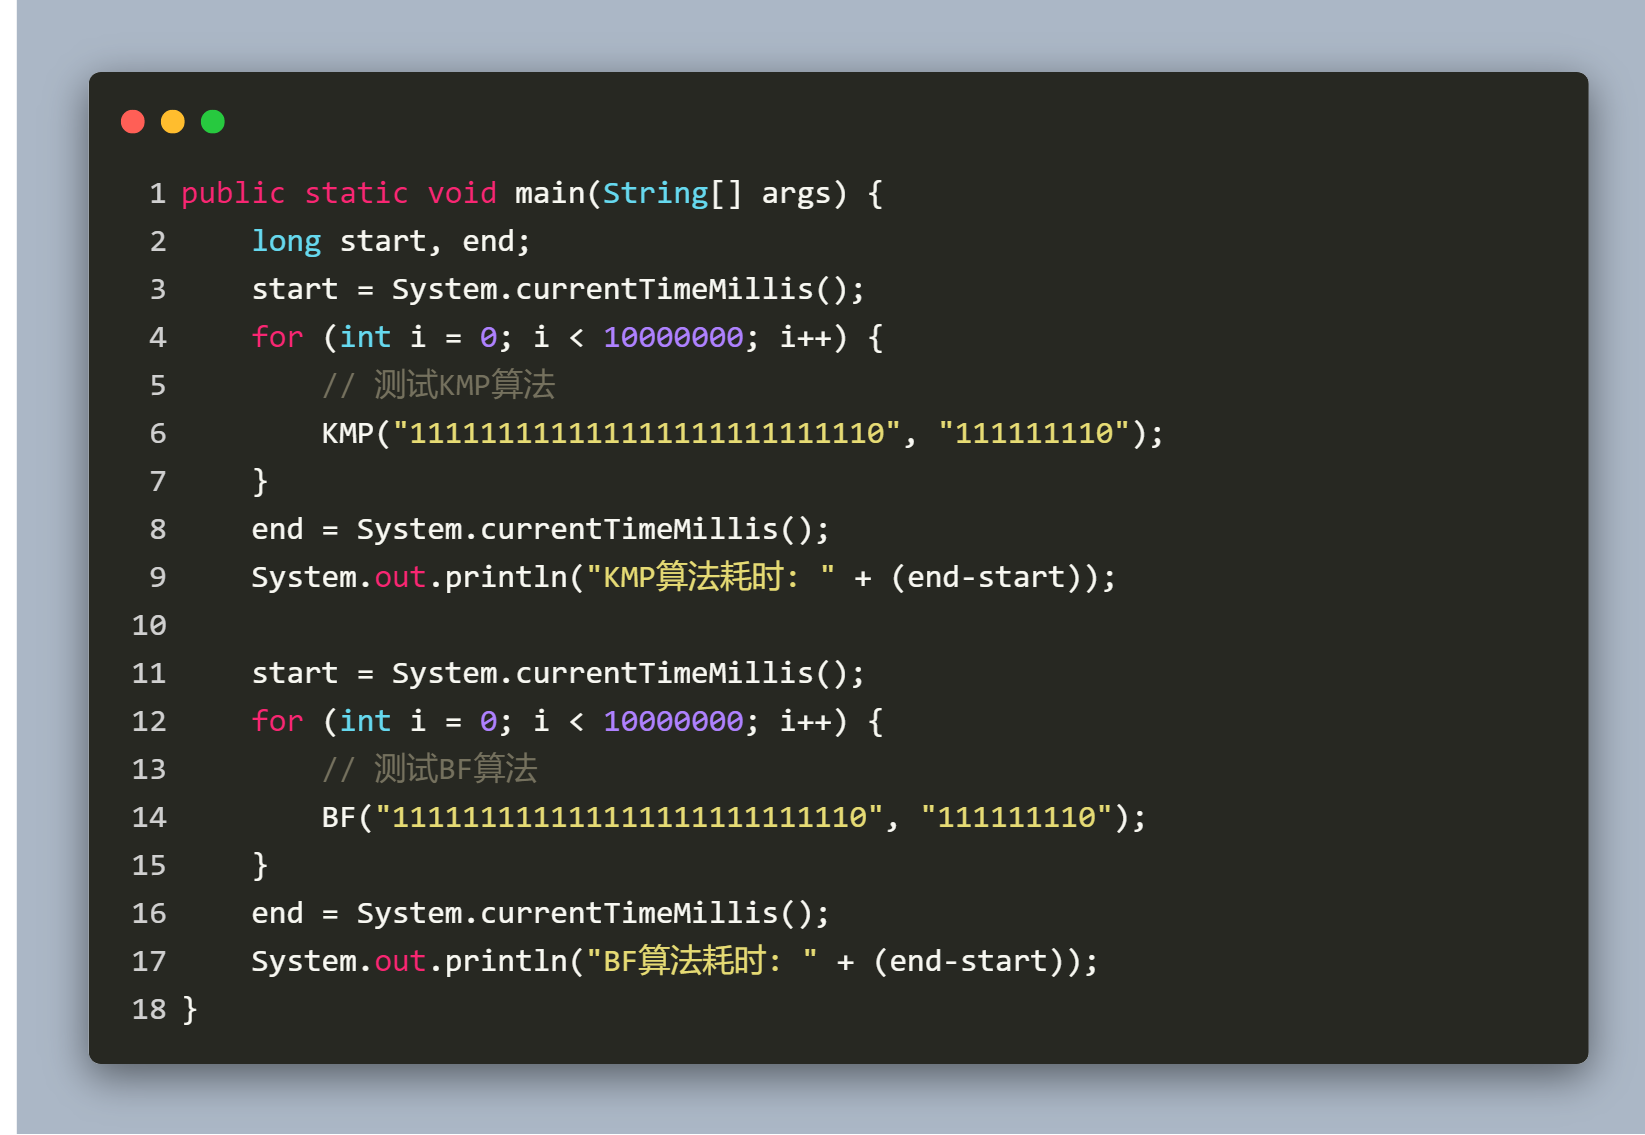 1 public static void main(String[] args) {
2     long start, end;
3     start = System.currentTimeMillis();
4     for (int i = 0; i < 10000000; i++) {
5         // 测试KMP算法
6         KMP("111111111111111111111111110", "111111110");
7     }
8     end = System.currentTimeMillis();
9     System.out.println("KMP算法耗时: " + (end-start));
10
11     start = System.currentTimeMillis();
12     for (int i = 0; i < 10000000; i++) {
13         // 测试BF算法
14         BF("111111111111111111111111110", "111111110");
15     }
16     end = System.currentTimeMillis();
17     System.out.println("BF算法耗时: " + (end-start));
18 }